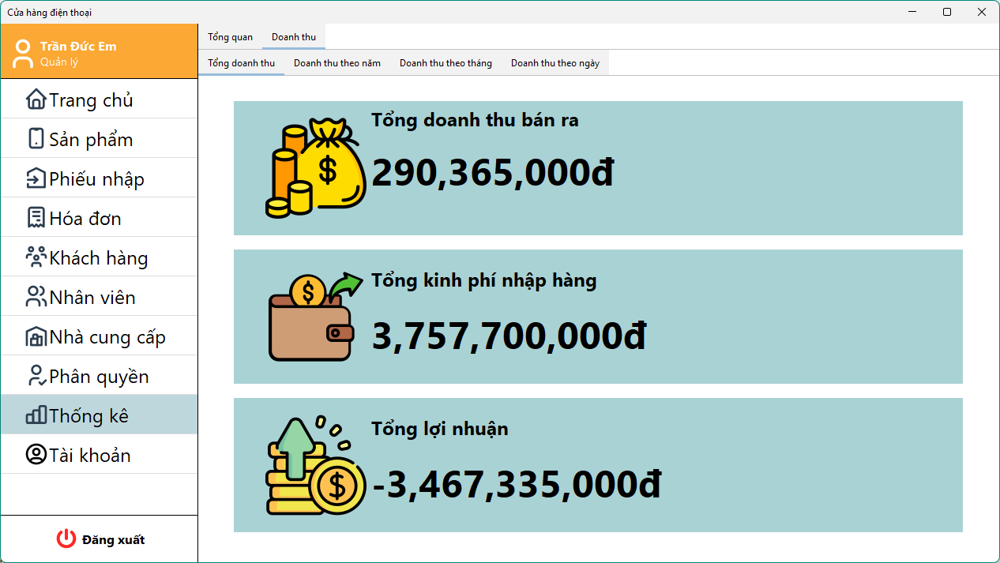 Cửa hàng điện thoại
Trần Đức Em
Quản lý
Trang chủ
Sản phẩm
Phiếu nhập
Hóa đơn
Khách hàng
Nhân viên
Nhà cung cấp
Phân quyền
Thống kê
Tài khoản
Đăng xuất
Tổng quan Doanh thu
Tổng doanh thu Doanh thu theo năm Doanh thu theo tháng Doanh thu theo ngày
Tổng doanh thu bán ra
$
290,365,000đ
Tổng kinh phí nhập hàng
$
3,757,700,000đ
Tổng lợi nhuận
$
-3,467,335,000đ